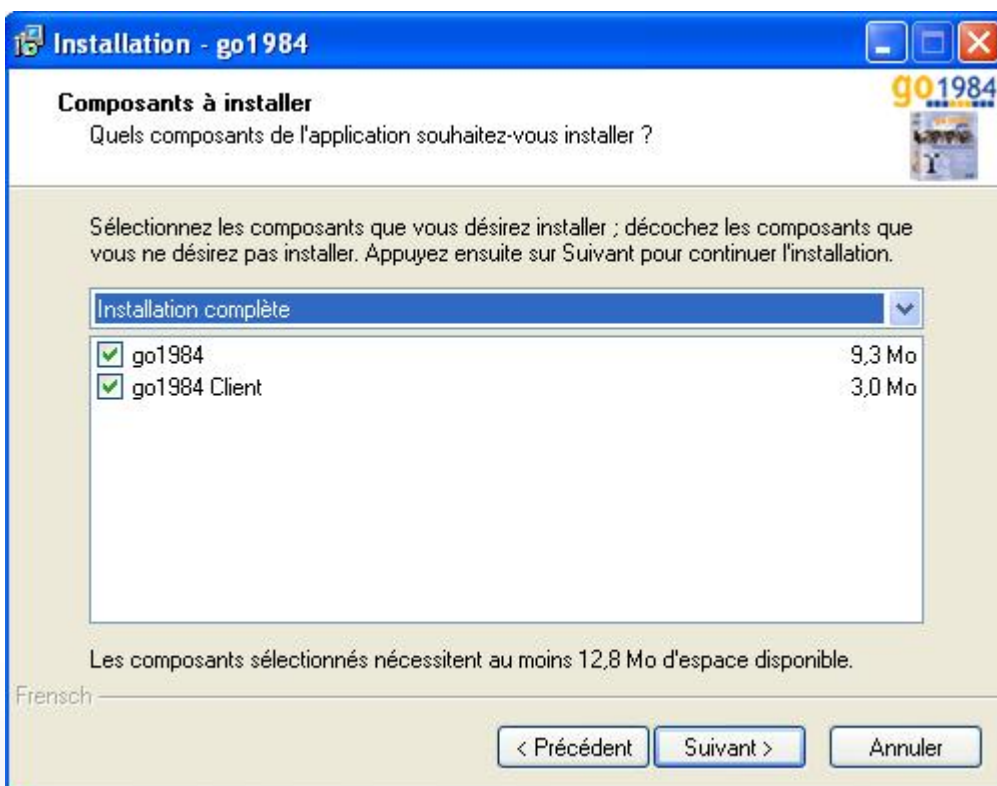 Installation - go1984
go1984
Composants à installer
Quels composants de l'application souhaitez-vous installer ?
Sélectionnez les composants que vous désirez installer ; décochez les composants que
vous ne désirez pas installer. Appuyez ensuite sur Suivant pour continuer l'installation.
Installation complète
go1984 9,3 Mo
go1984 Client 3,0 Mo
Les composants sélectionnés nécessitent au moins 12,8 Mo d'espace disponible.
Frensch
< Précédent Suivant > Annuler